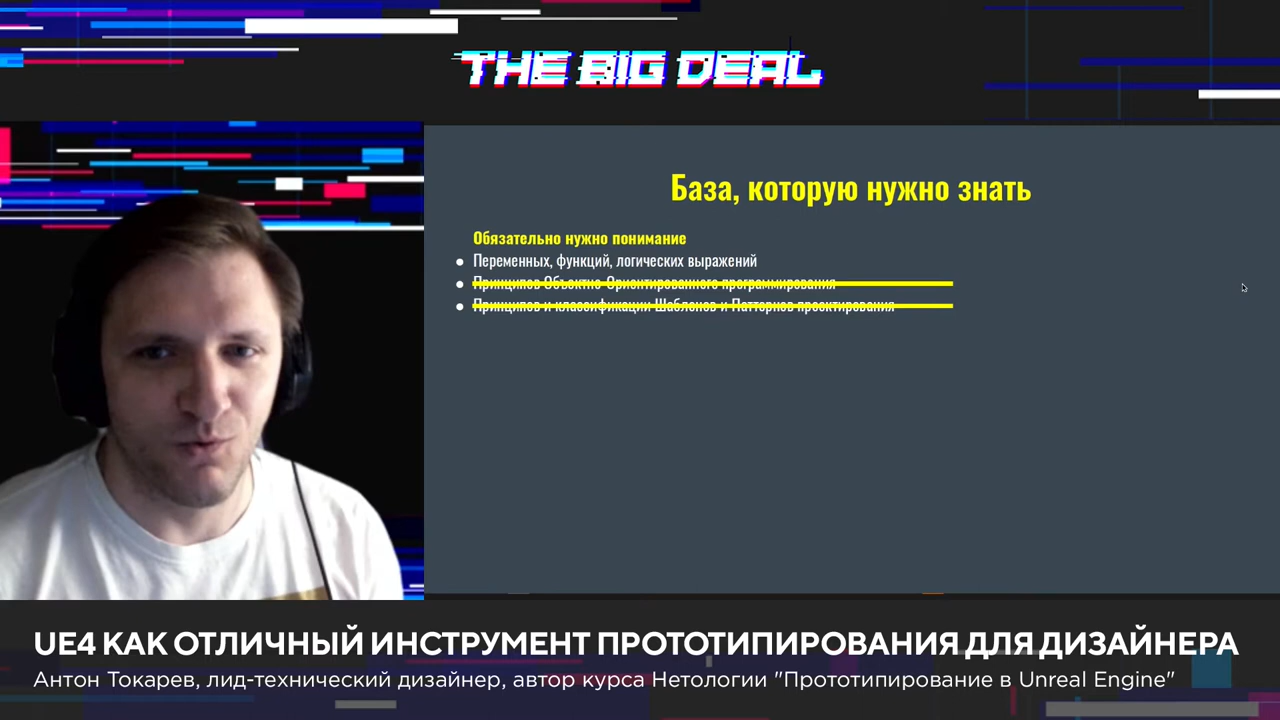 THE BIG DEAL
База, которую нужно знать
Обязательно нужно понимание
Переменных, функций, логических выражений
Принципов Объектно-Ориентированного программирования
Принципов и классификации Шаблонов и Паттернов проектирования
UE4 КАК ОТЛИЧНЫЙ ИНСТРУМЕНТ ПРОТОТИПИРОВАНИЯ ДЛЯ ДИЗАЙНЕРА
Антон Токарев, лид-технический дизайнер, автор курса Нетологии "Прототипирование в Unreal Engine"